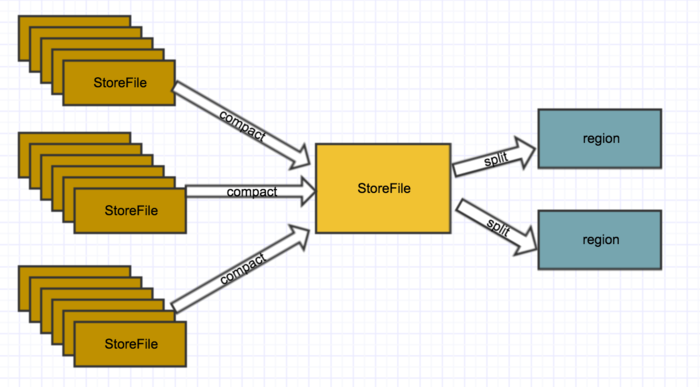 StoreFile
compact
StoreFile
compact
StoreFile
compact
StoreFile
split
region
split
region